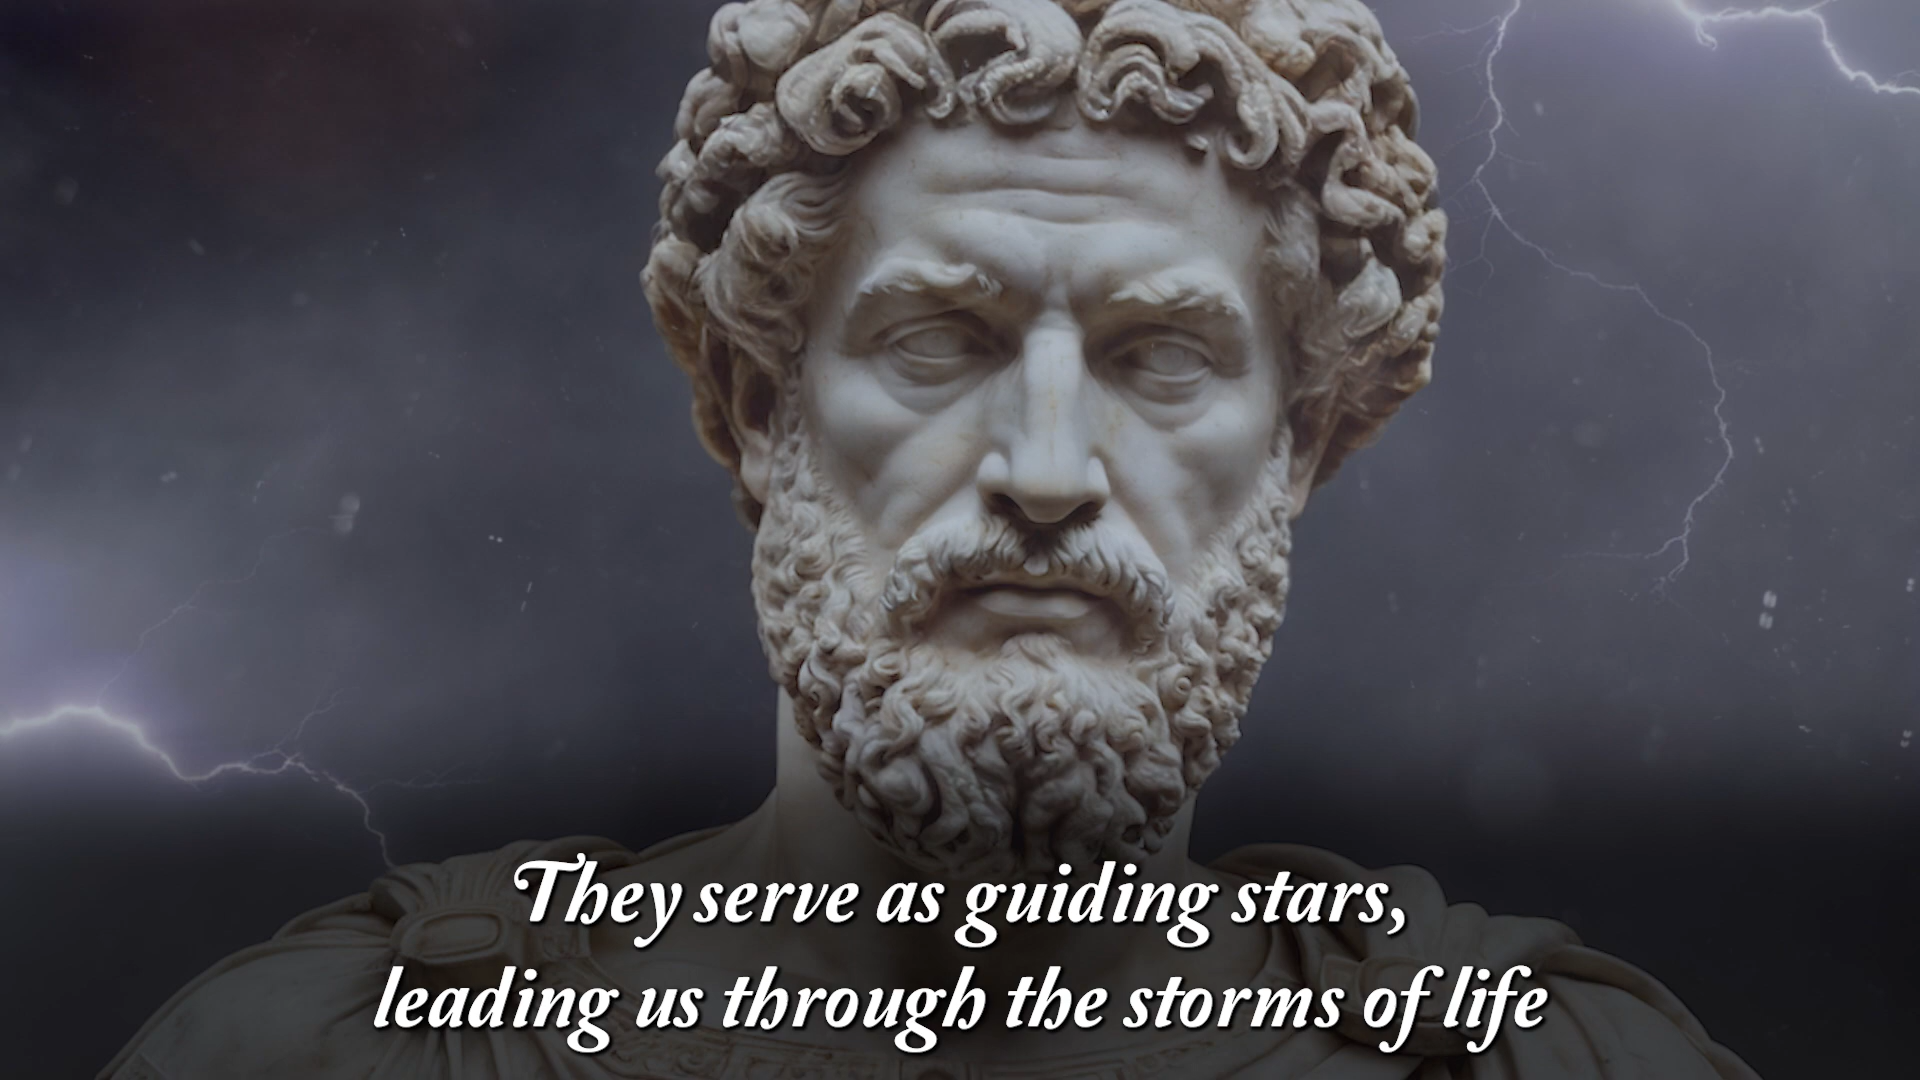 They serve as guiding stars,
leading us through the storms of life